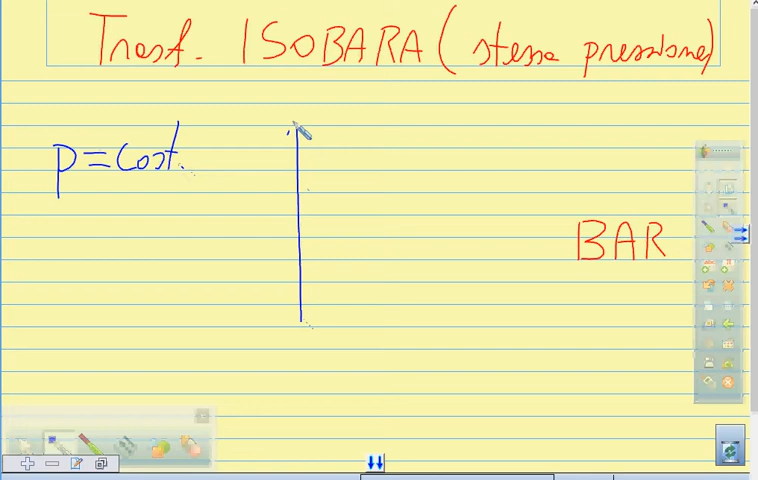 Trasf. ISOBARA (stessa pressione)
p = cost.
BAR